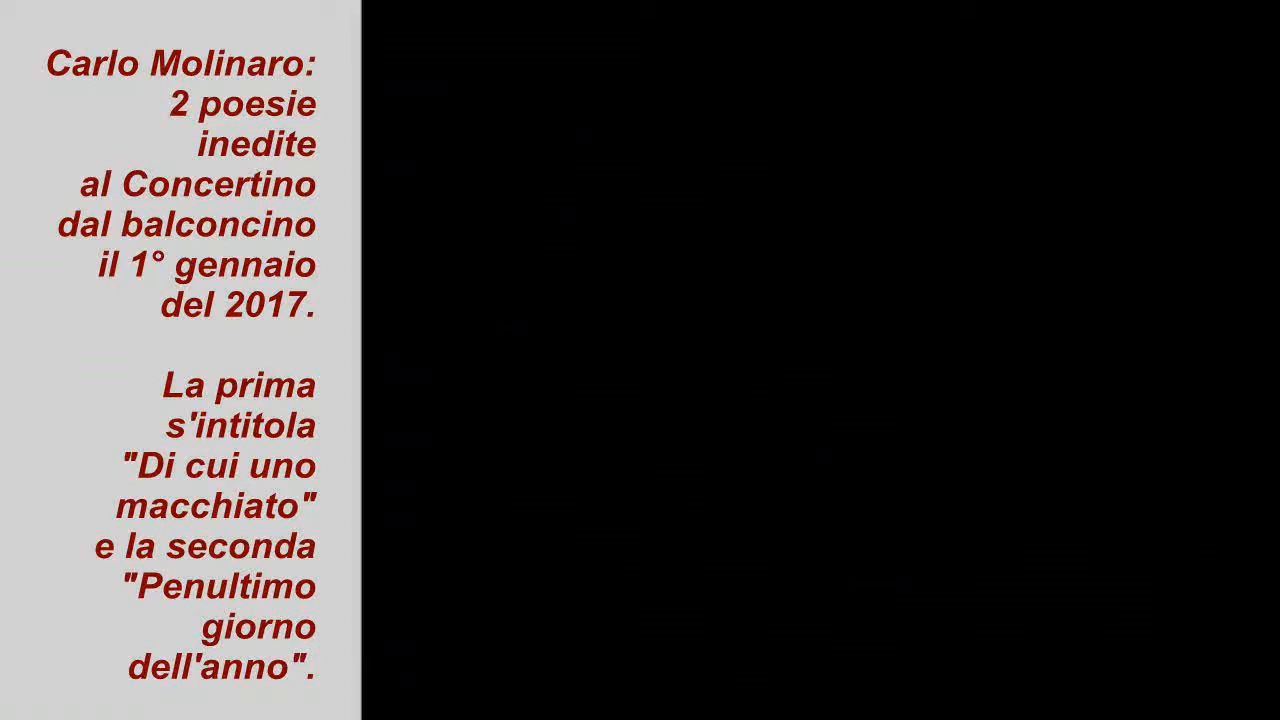 Carlo Molinaro:
2 poesie
inedite
al Concertino
dal balconcino
il 1° gennaio
del 2017.
La prima
s'intitola
"Di cui uno
macchiato"
e la seconda
"Penultimo
giorno
dell'anno".